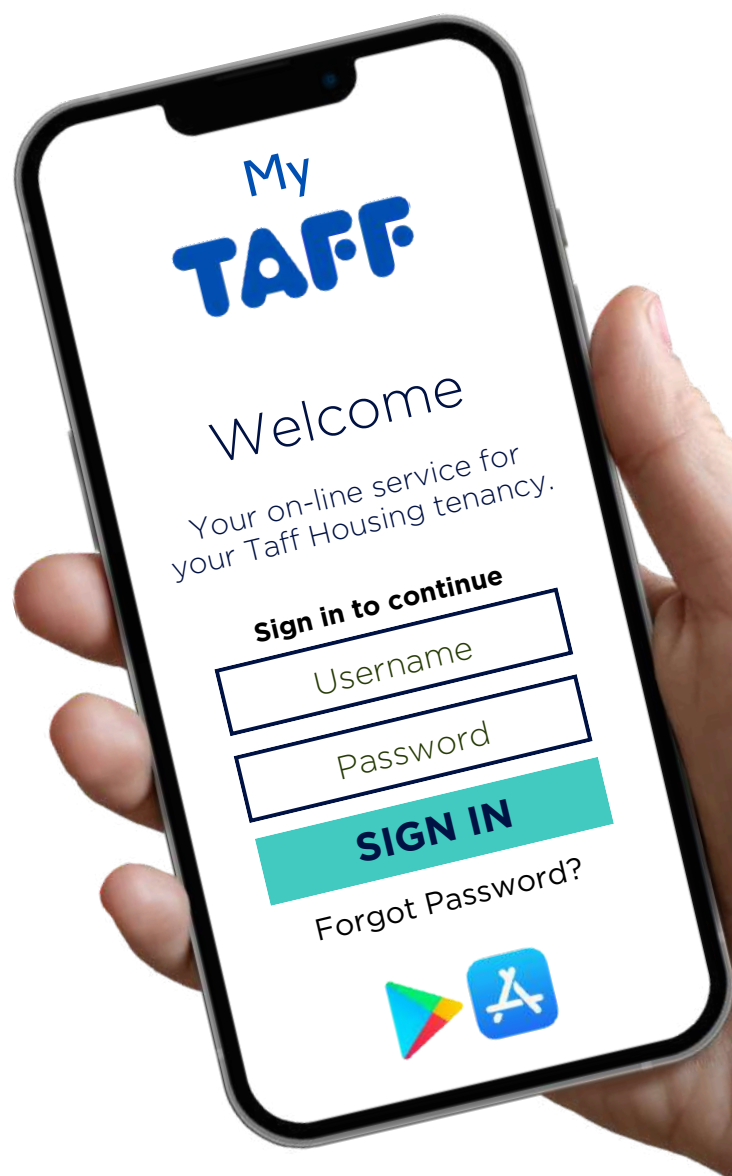 My
TAFF
Welcome
Your on-line service for
your Taff Housing tenancy.
Sign in to continue
Username
Password
SIGN IN
Forgot Password?